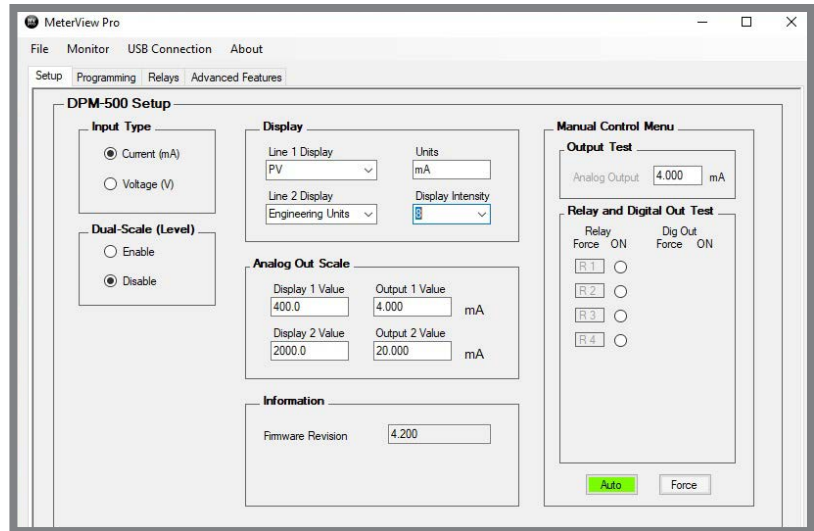 MeterView Pro
File Monitor USB Connection About
Setup Programming Relays Advanced Features
DPM-500 Setup
Input Type
Current (mA)
Voltage (V)
Dual-Scale (Level)
Enable
Disable
Display
Line 1 Display Units
PV mA
Line 2 Display Display Intensity
Engineering Units 8
Analog Out Scale
Display 1 Value Output 1 Value
400.0 4.000 mA
Display 2 Value Output 2 Value
2000.0 20.000 mA
Information
Firmware Revision 4.200
Manual Control Menu
Output Test
Analog Output 4.000 mA
Relay and Digital Out Test
Relay Dig Out
Force ON Force ON
R 1
R 2
R 3
R 4
Auto Force